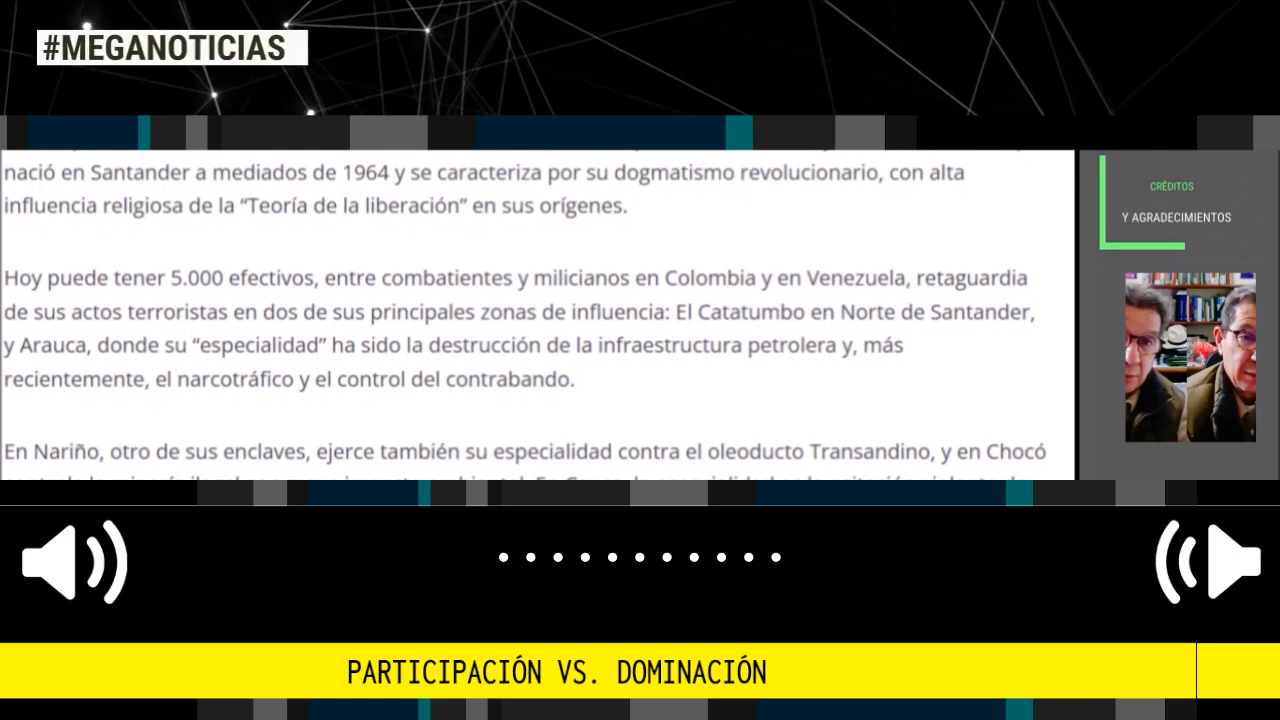 #MEGANOTICIAS
nació en Santander a mediados de 1964 y se caracteriza por su dogmatismo revolucionario, con alta
influencia religiosa de la “Teoría de la liberación” en sus orígenes.
Hoy puede tener 5.000 efectivos, entre combatientes y milicianos en Colombia y en Venezuela, retaguardia
de sus actos terroristas en dos de sus principales zonas de influencia: El Catatumbo en Norte de Santander,
y Arauca, donde su “especialidad” ha sido la destrucción de la infraestructura petrolera y, más
recientemente, el narcotráfico y el control del contrabando.
En Nariño, otro de sus enclaves, ejerce también su especialidad contra el oleoducto Transandino, y en Chocó
CRÉDITOS
Y AGRADECIMIENTOS
PARTICIPACIÓN VS. DOMINACIÓN